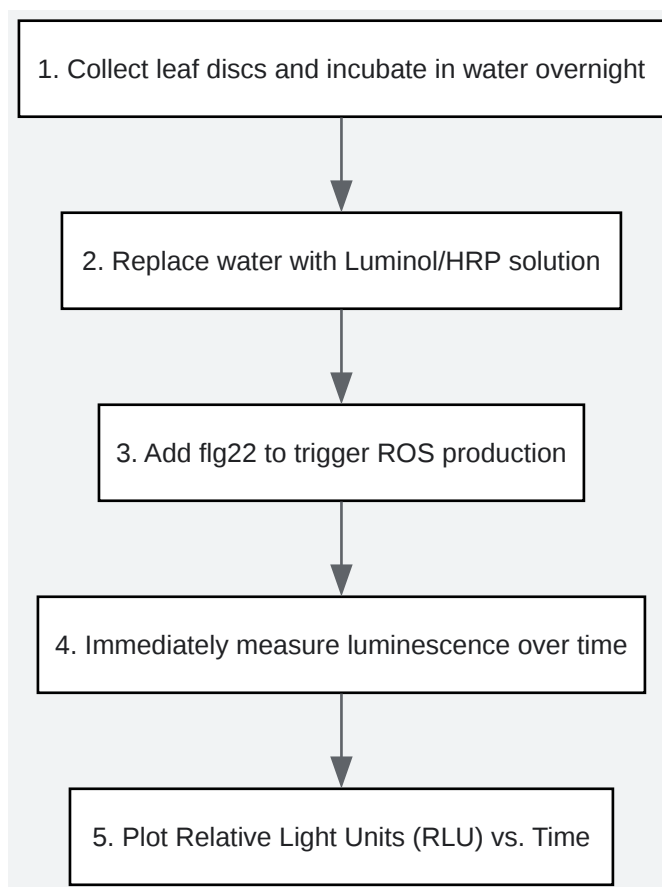 1. Collect leaf discs and incubate in water overnight
2. Replace water with Luminol/HRP solution
3. Add flg22 to trigger ROS production
4. Immediately measure luminescence over time
5. Plot Relative Light Units (RLU) vs. Time